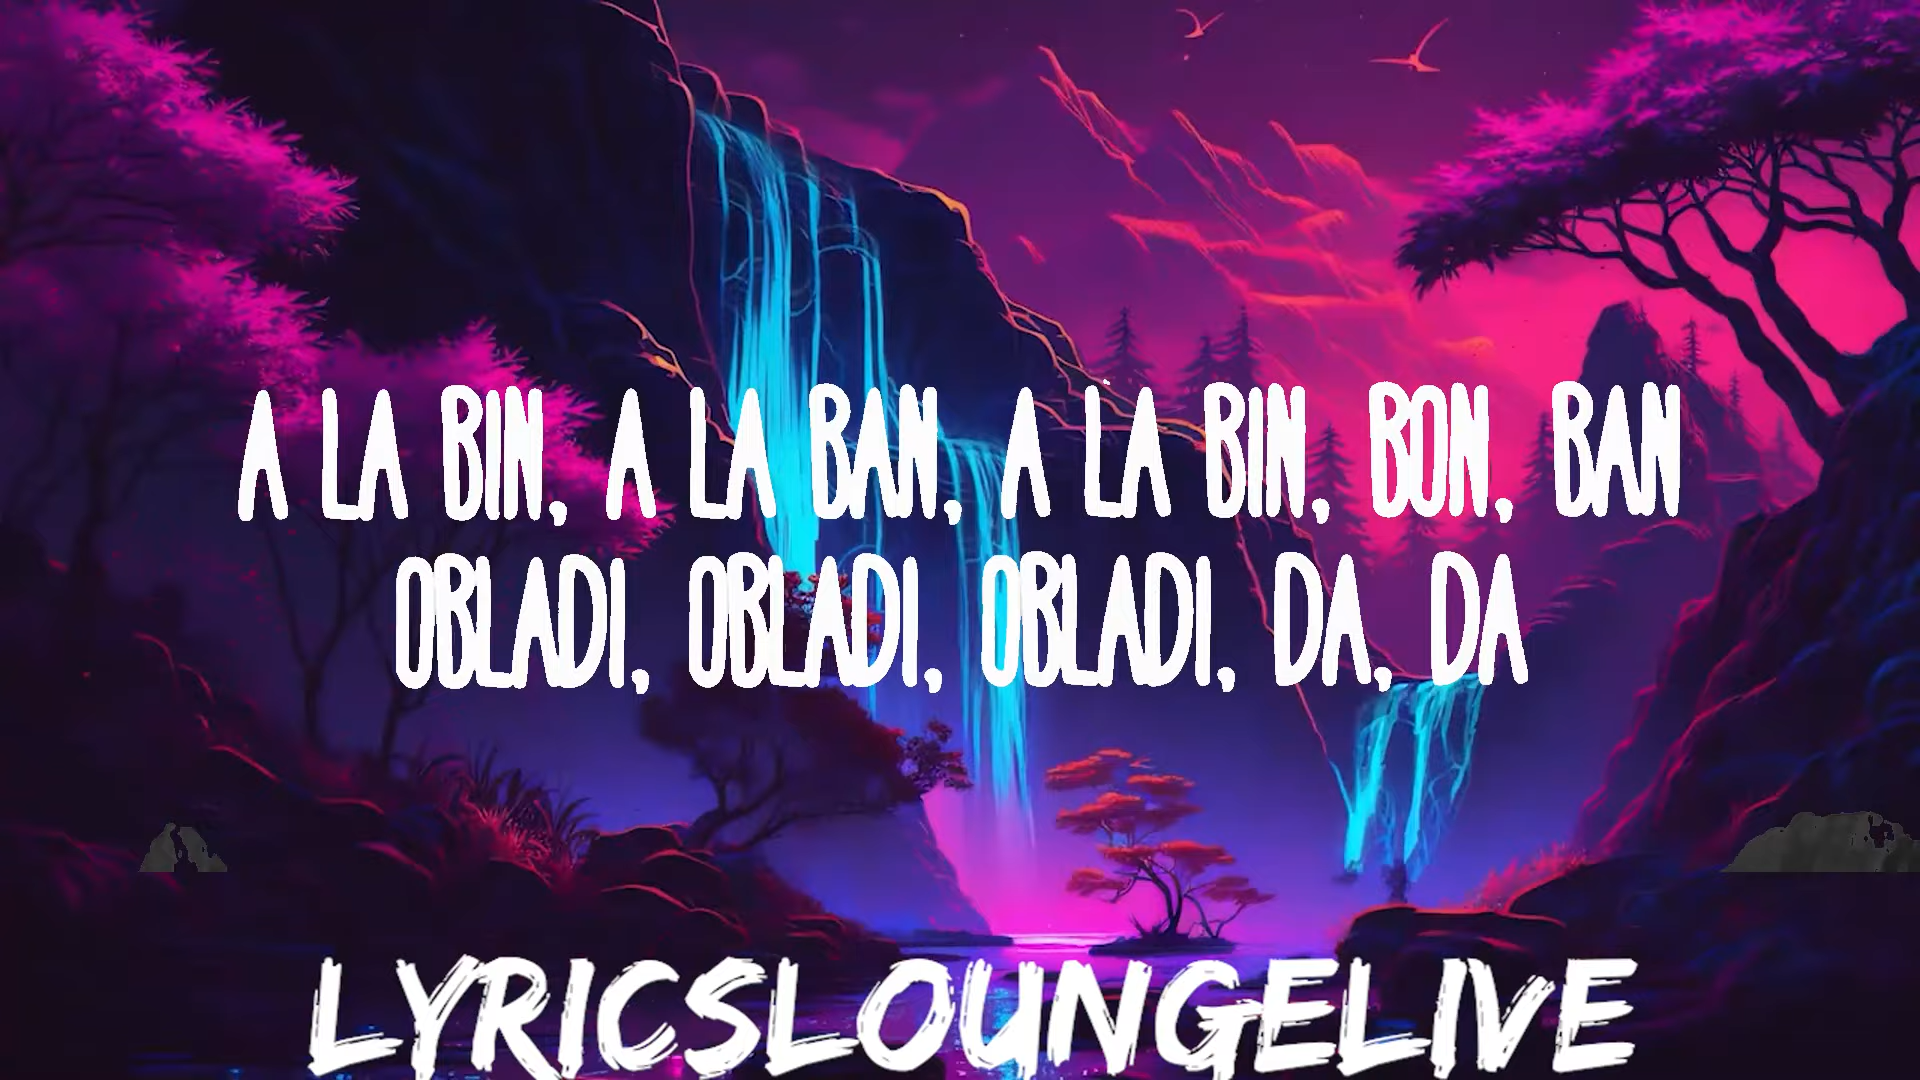 A LA BIN, A LA BAN, A LA BIN, BON, BAN
OBLADI, OBLADI, OBLADI, DA, DA
LYRICSLOUNGELIVE